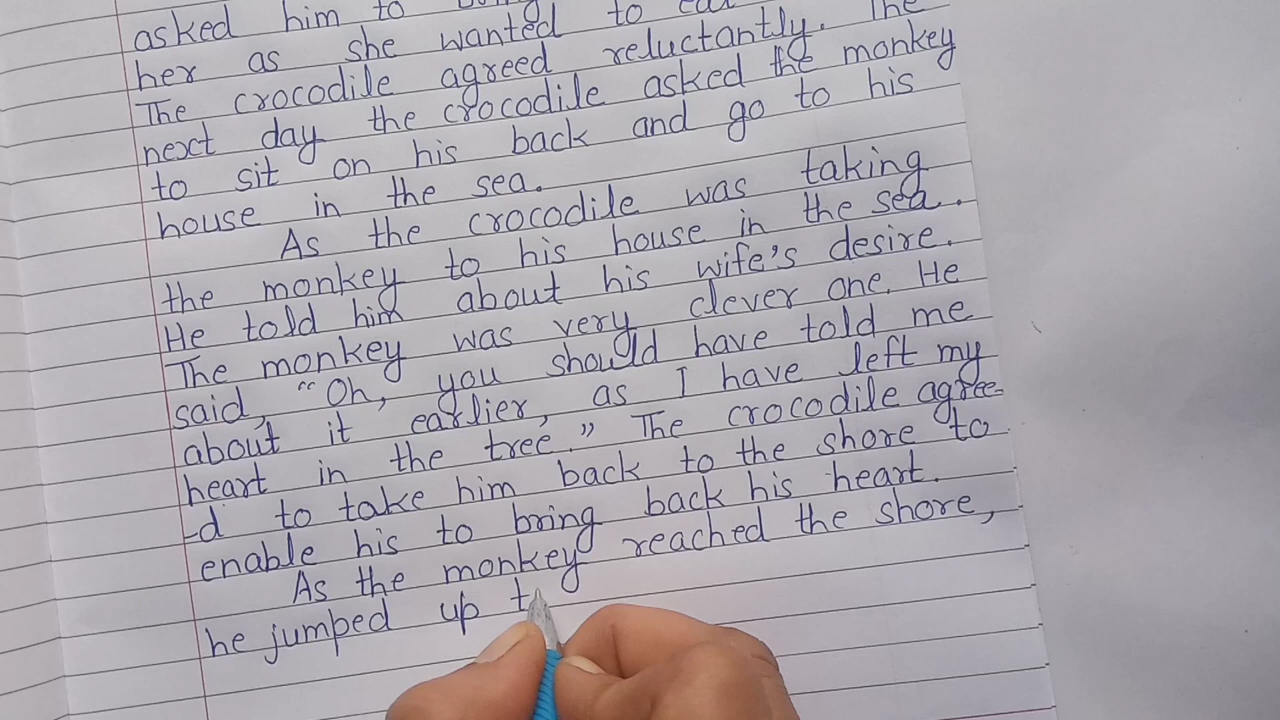 asked him to
her as she wanted to eat
The crocodile agreed reluctantly. The
next day the crocodile asked the monkey
to sit on his back and go to his
house in the sea.
As the crocodile was taking
the monkey to his house in the sea.
He told him about his wife's desire.
The monkey was very clever one. He
said, "Oh, you should have told me
about it earlier, as I have left my
heart in the tree." The crocodile agree-
-d to take him back to the shore to
enable his to bring back his heart.
As the monkey reached the shore,
he jumped up t